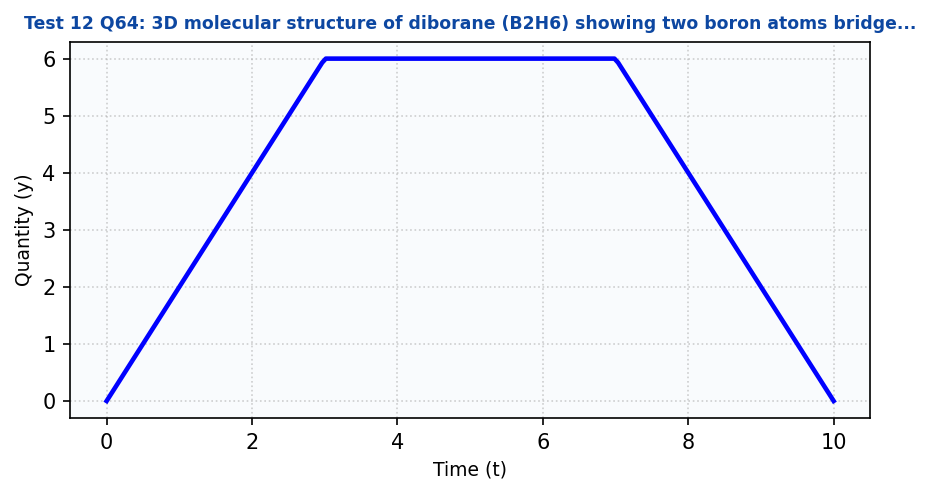 Test 12 Q64: 3D molecular structure of diborane (B2H6) showing two boron atoms bridge...
6
5
4
3
2
1
0
Quantity (y)
0 2 4 6 8 10
Time (t)